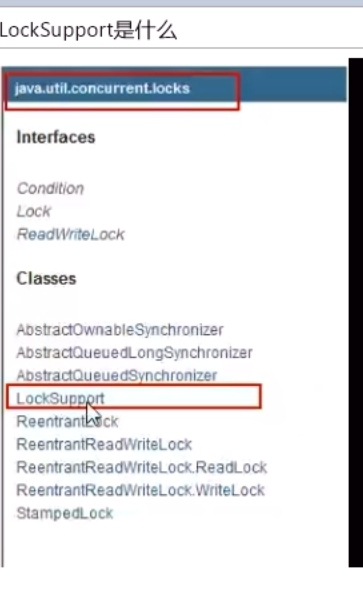 LockSupport是什么
java.util.concurrent.locks
Interfaces
Condition
Lock
ReadWriteLock
Classes
AbstractOwnableSynchronizer
AbstractQueuedLongSynchronizer
AbstractQueuedSynchronizer
LockSupport
ReentrantLock
ReentrantReadWriteLock
ReentrantReadWriteLock.ReadLock
ReentrantReadWriteLock.WriteLock
StampedLock